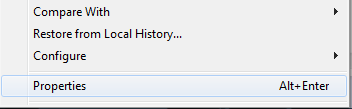 Compare With
Restore from Local History...
Configure
Properties Alt+Enter